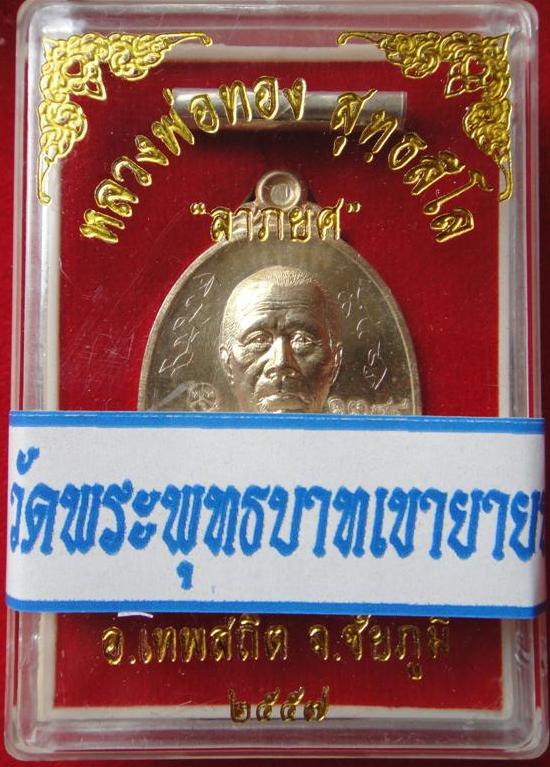 หลวงพ่อทอง สุทธสีโล
"ลาภยศ"
วัดพระพุทธบาทเขายาย
อ.เทพสถิต จ.ชัยภูมิ
๒๕๕๗